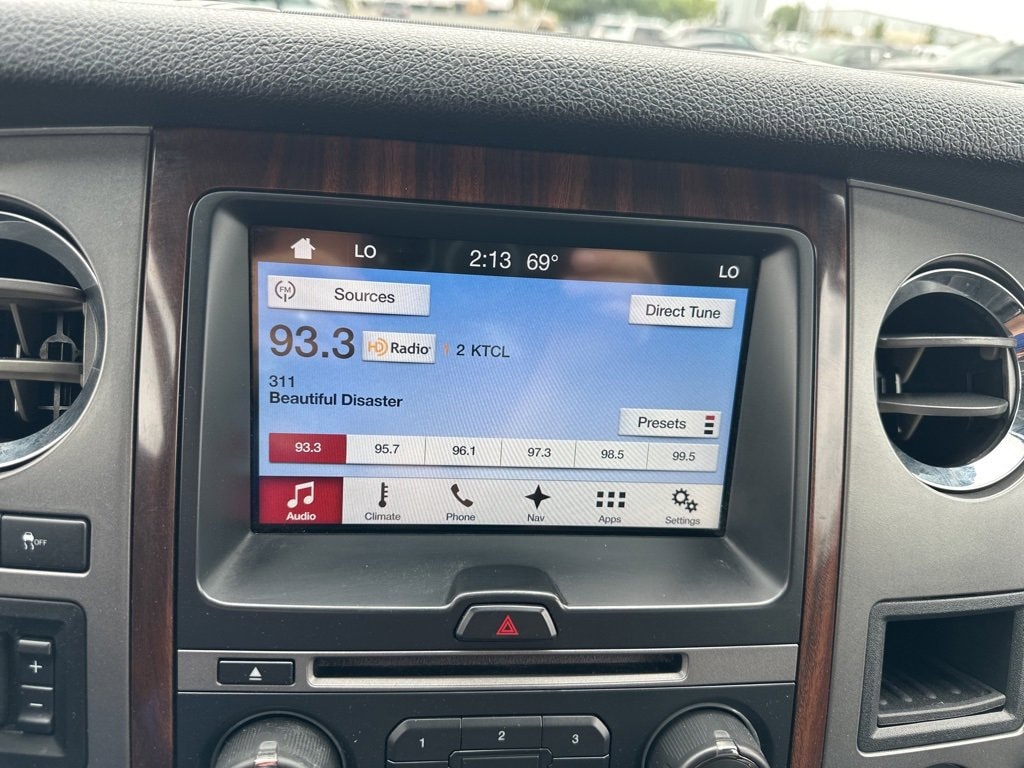 LO 2:13 69° LO
FM Sources
Direct Tune
93.3 HD Radio 2 KTCL
311
Beautiful Disaster
Presets
93.3 95.7 96.1 97.3 98.5 99.5
Audio Climate Phone Nav Apps Settings
OFF
+
−
1 2 3